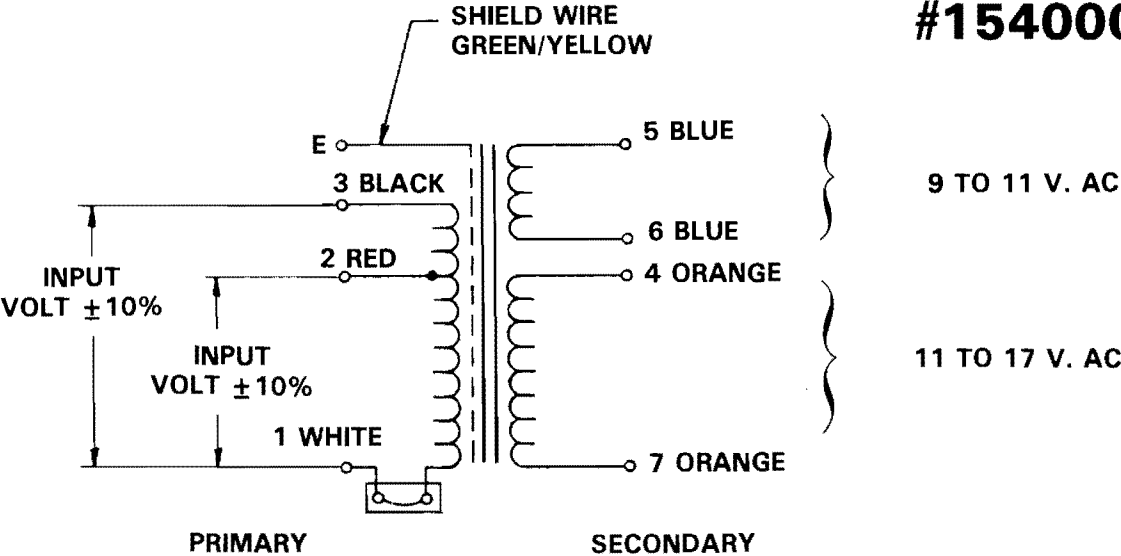 SHIELD WIRE
GREEN/YELLOW
#154000
E
5 BLUE
3 BLACK
9 TO 11 V. AC
6 BLUE
2 RED
4 ORANGE
INPUT
VOLT ±10%
INPUT
VOLT ±10%
11 TO 17 V. AC
1 WHITE
7 ORANGE
PRIMARY
SECONDARY